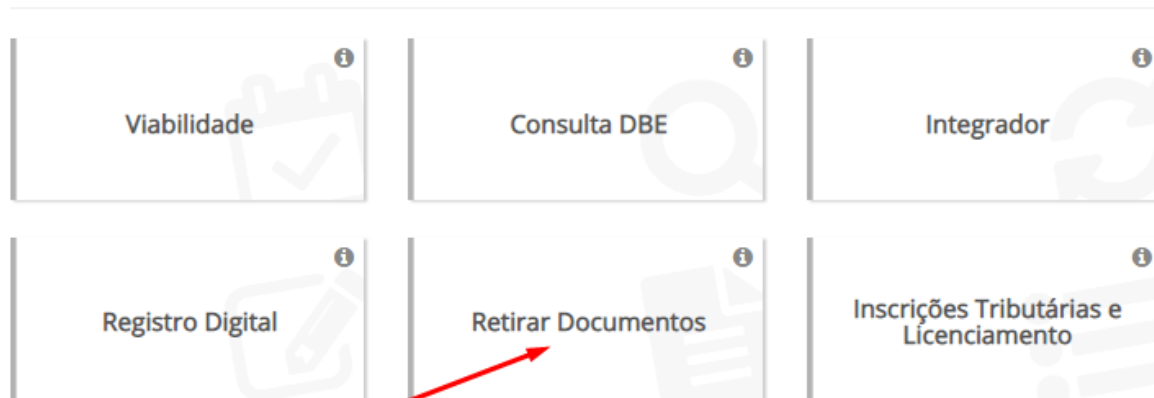 Viabilidade
Consulta DBE
Integrador
Registro Digital
Retirar Documentos
Inscrições Tributárias e
Licenciamento